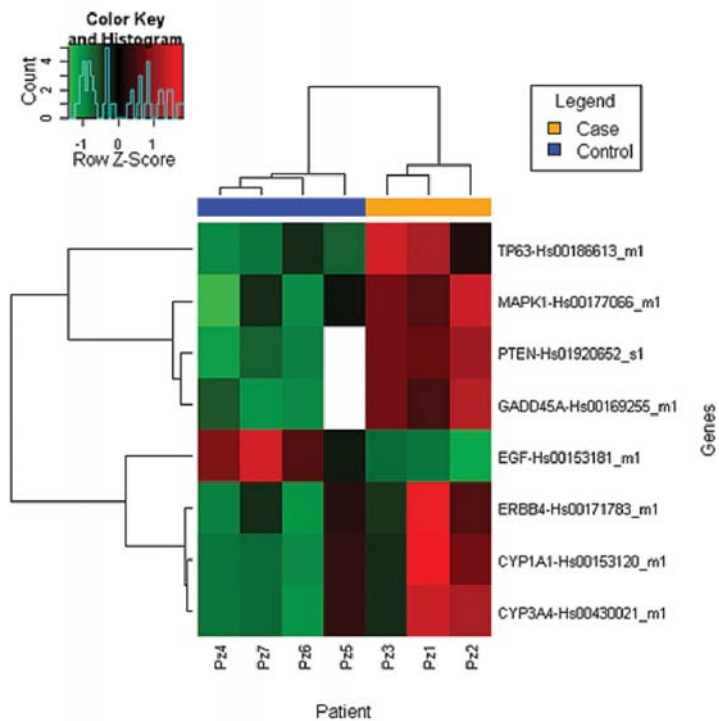 Color Key
and Histogram
Count
0 2 4
-1 0 1
Row Z-Score
Legend
Case
Control
TP63-Hs00186613_m1
MAPK1-Hs00177066_m1
PTEN-Hs01920652_s1
GADD45A-Hs00169255_m1
EGF-Hs00153181_m1
ERBB4-Hs00171783_m1
CYP1A1-Hs00153120_m1
CYP3A4-Hs00430021_m1
Genes
Pz4 Pz7 Pz6 Pz5 Pz3 Pz1 Pz2
Patient